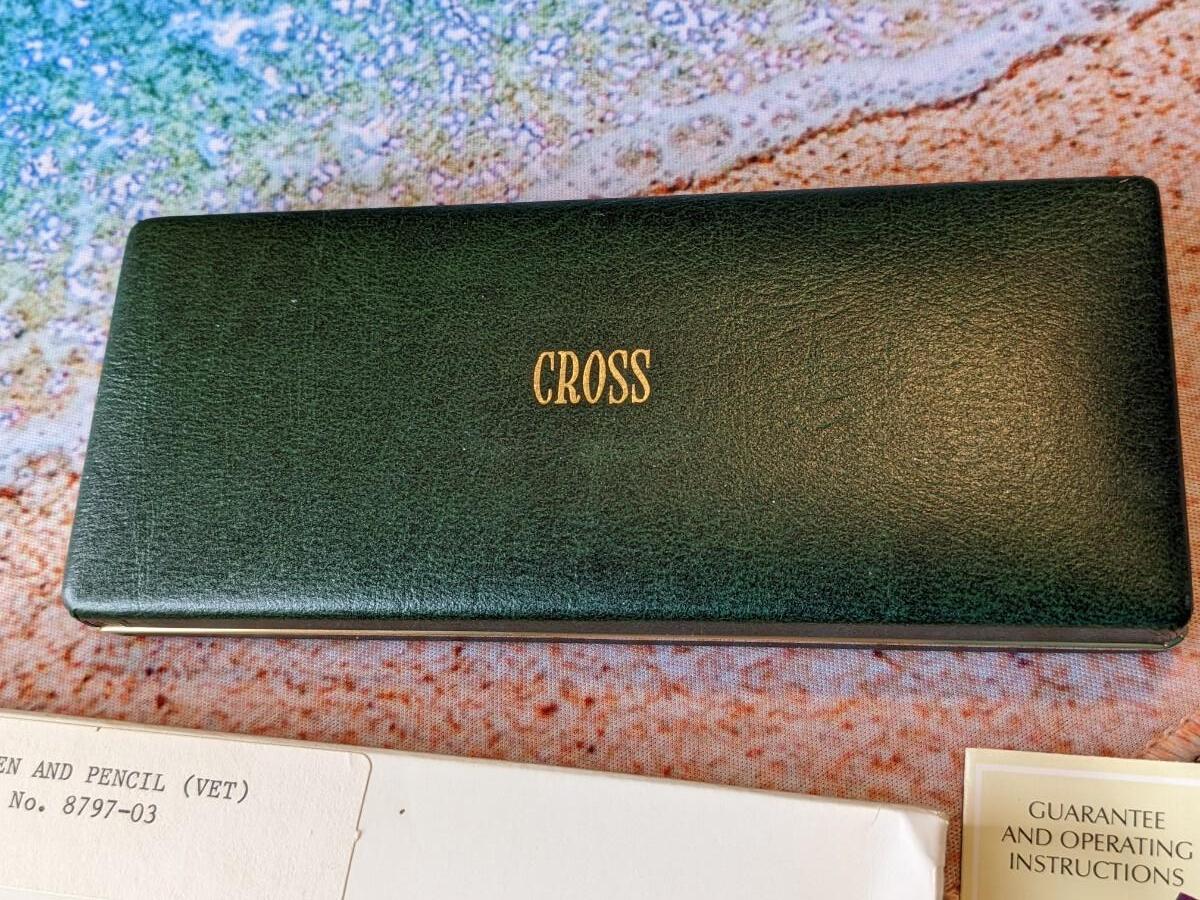 CROSS
EN AND PENCIL (VET)
No. 8797-03
GUARANTEE
AND OPERATING
INSTRUCTIONS